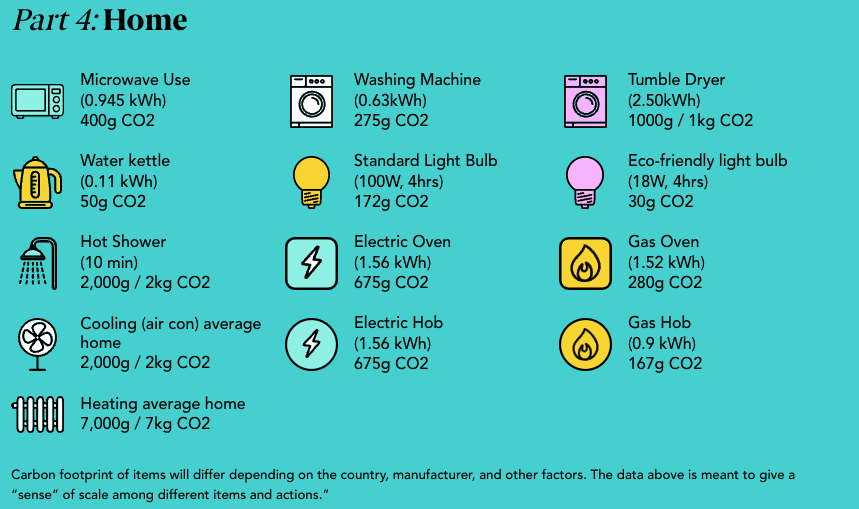 Part 4: Home
Microwave Use
(0.945 kWh)
400g CO2
Washing Machine
(0.63kWh)
275g CO2
Tumble Dryer
(2.50kWh)
1000g / 1kg CO2
Water kettle
(0.11 kWh)
50g CO2
Standard Light Bulb
(100W, 4hrs)
172g CO2
Eco-friendly light bulb
(18W, 4hrs)
30g CO2
Hot Shower
(10 min)
2,000g / 2kg CO2
Electric Oven
(1.56 kWh)
675g CO2
Gas Oven
(1.52 kWh)
280g CO2
Cooling (air con) average
home
2,000g / 2kg CO2
Electric Hob
(1.56 kWh)
675g CO2
Gas Hob
(0.9 kWh)
167g CO2
Heating average home
7,000g / 7kg CO2
Carbon footprint of items will differ depending on the country, manufacturer, and other factors. The data above is meant to give a
“sense” of scale among different items and actions.”